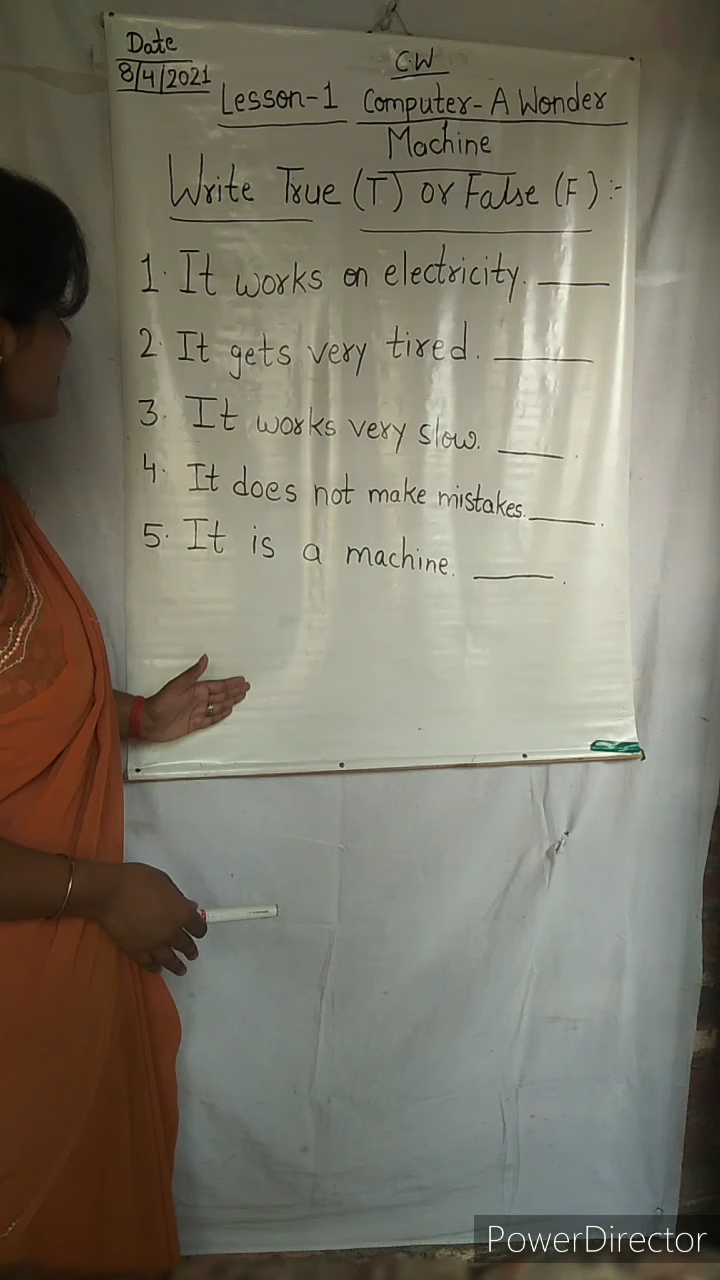 Date
8/4/2021
CW
Lesson-1 Computer-A Wonder
Machine
Write True (T) or False (F) :-
1. It works on electricity. ____
2. It gets very tired. ____
3. It works very slow. ____.
4. It does not make mistakes. ____.
5. It is a machine. ____.
PowerDirector